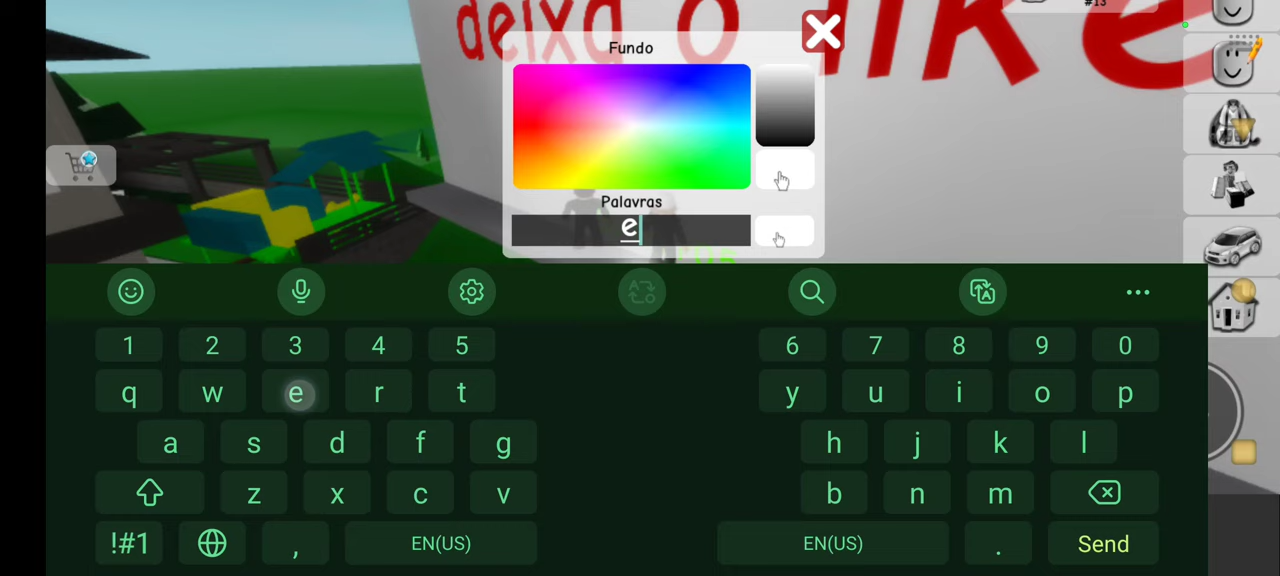 #13
deixa o like
Fundo
Palavras
e
1 2 3 4 5 6 7 8 9 0
q w e r t y u i o p
a s d f g h j k l
z x c v b n m
!#1 , EN(US) EN(US) . Send